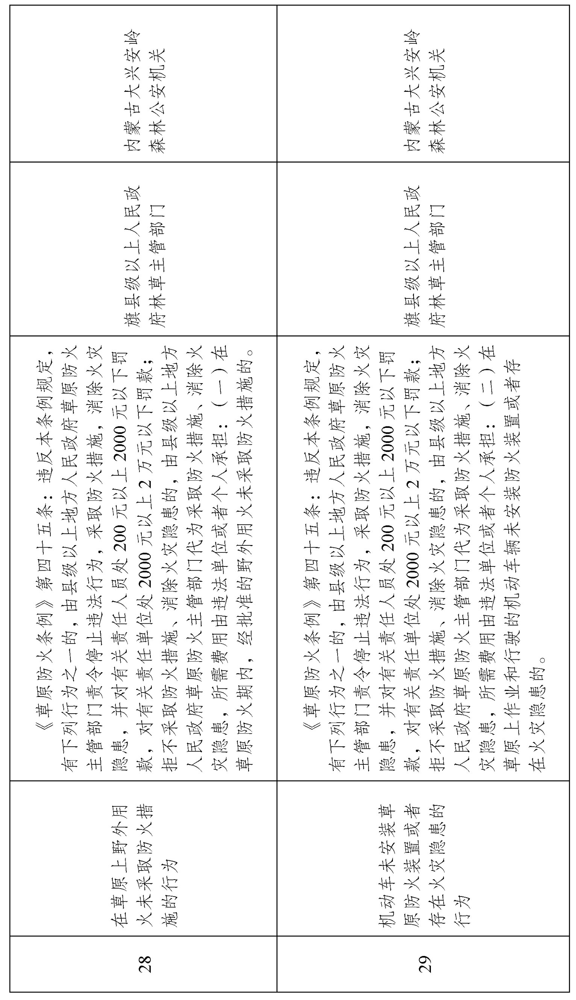 28
在草原上野外用
火未采取防火措
施的行为
《草原防火条例》第四十五条：违反本条例规定，
有下列行为之一的，由县级以上地方人民政府草原防火
主管部门责令停止违法行为，采取防火措施，消除火灾
隐患，并对有关责任人员处 200 元以上 2000 元以下罚
款，对有关责任单位处 2000 元以上 2 万元以下罚款；
拒不采取防火措施、消除火灾隐患的，由县级以上地方
人民政府草原防火主管部门代为采取防火措施、消除火
灾隐患，所需费用由违法单位或者个人承担：（一）在
草原防火期内，经批准的野外用火未采取防火措施的。
旗县级以上人民政
府林草主管部门
内蒙古大兴安岭
森林公安机关
29
机动车未安装草
原防火装置或者
存在火灾隐患的
行为
《草原防火条例》第四十五条：违反本条例规定，
有下列行为之一的，由县级以上地方人民政府草原防火
主管部门责令停止违法行为，采取防火措施，消除火灾
隐患，并对有关责任人员处 200 元以上 2000 元以下罚
款，对有关责任单位处 2000 元以上 2 万元以下罚款；
拒不采取防火措施、消除火灾隐患的，由县级以上地方
人民政府草原防火主管部门代为采取防火措施、消除火
灾隐患，所需费用由违法单位或者个人承担：（二）在
草原上作业和行驶的机动车辆未安装防火装置或者存
在火灾隐患的。
旗县级以上人民政
府林草主管部门
内蒙古大兴安岭
森林公安机关